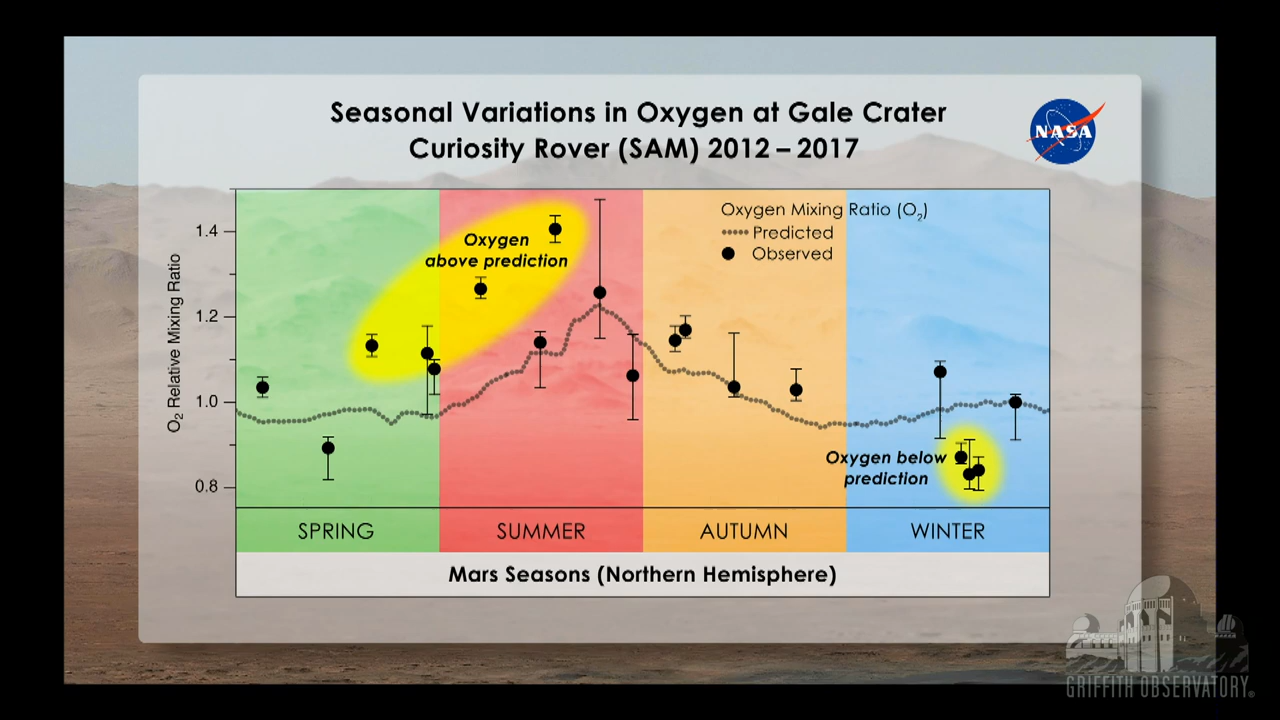 Seasonal Variations in Oxygen at Gale Crater
Curiosity Rover (SAM) 2012 – 2017
NASA
O₂ Relative Mixing Ratio
1.4
1.2
1.0
0.8
Oxygen Mixing Ratio (O₂)
Predicted
Observed
Oxygen
above prediction
Oxygen below
prediction
SPRING
SUMMER
AUTUMN
WINTER
Mars Seasons (Northern Hemisphere)
GRIFFITH OBSERVATORY®